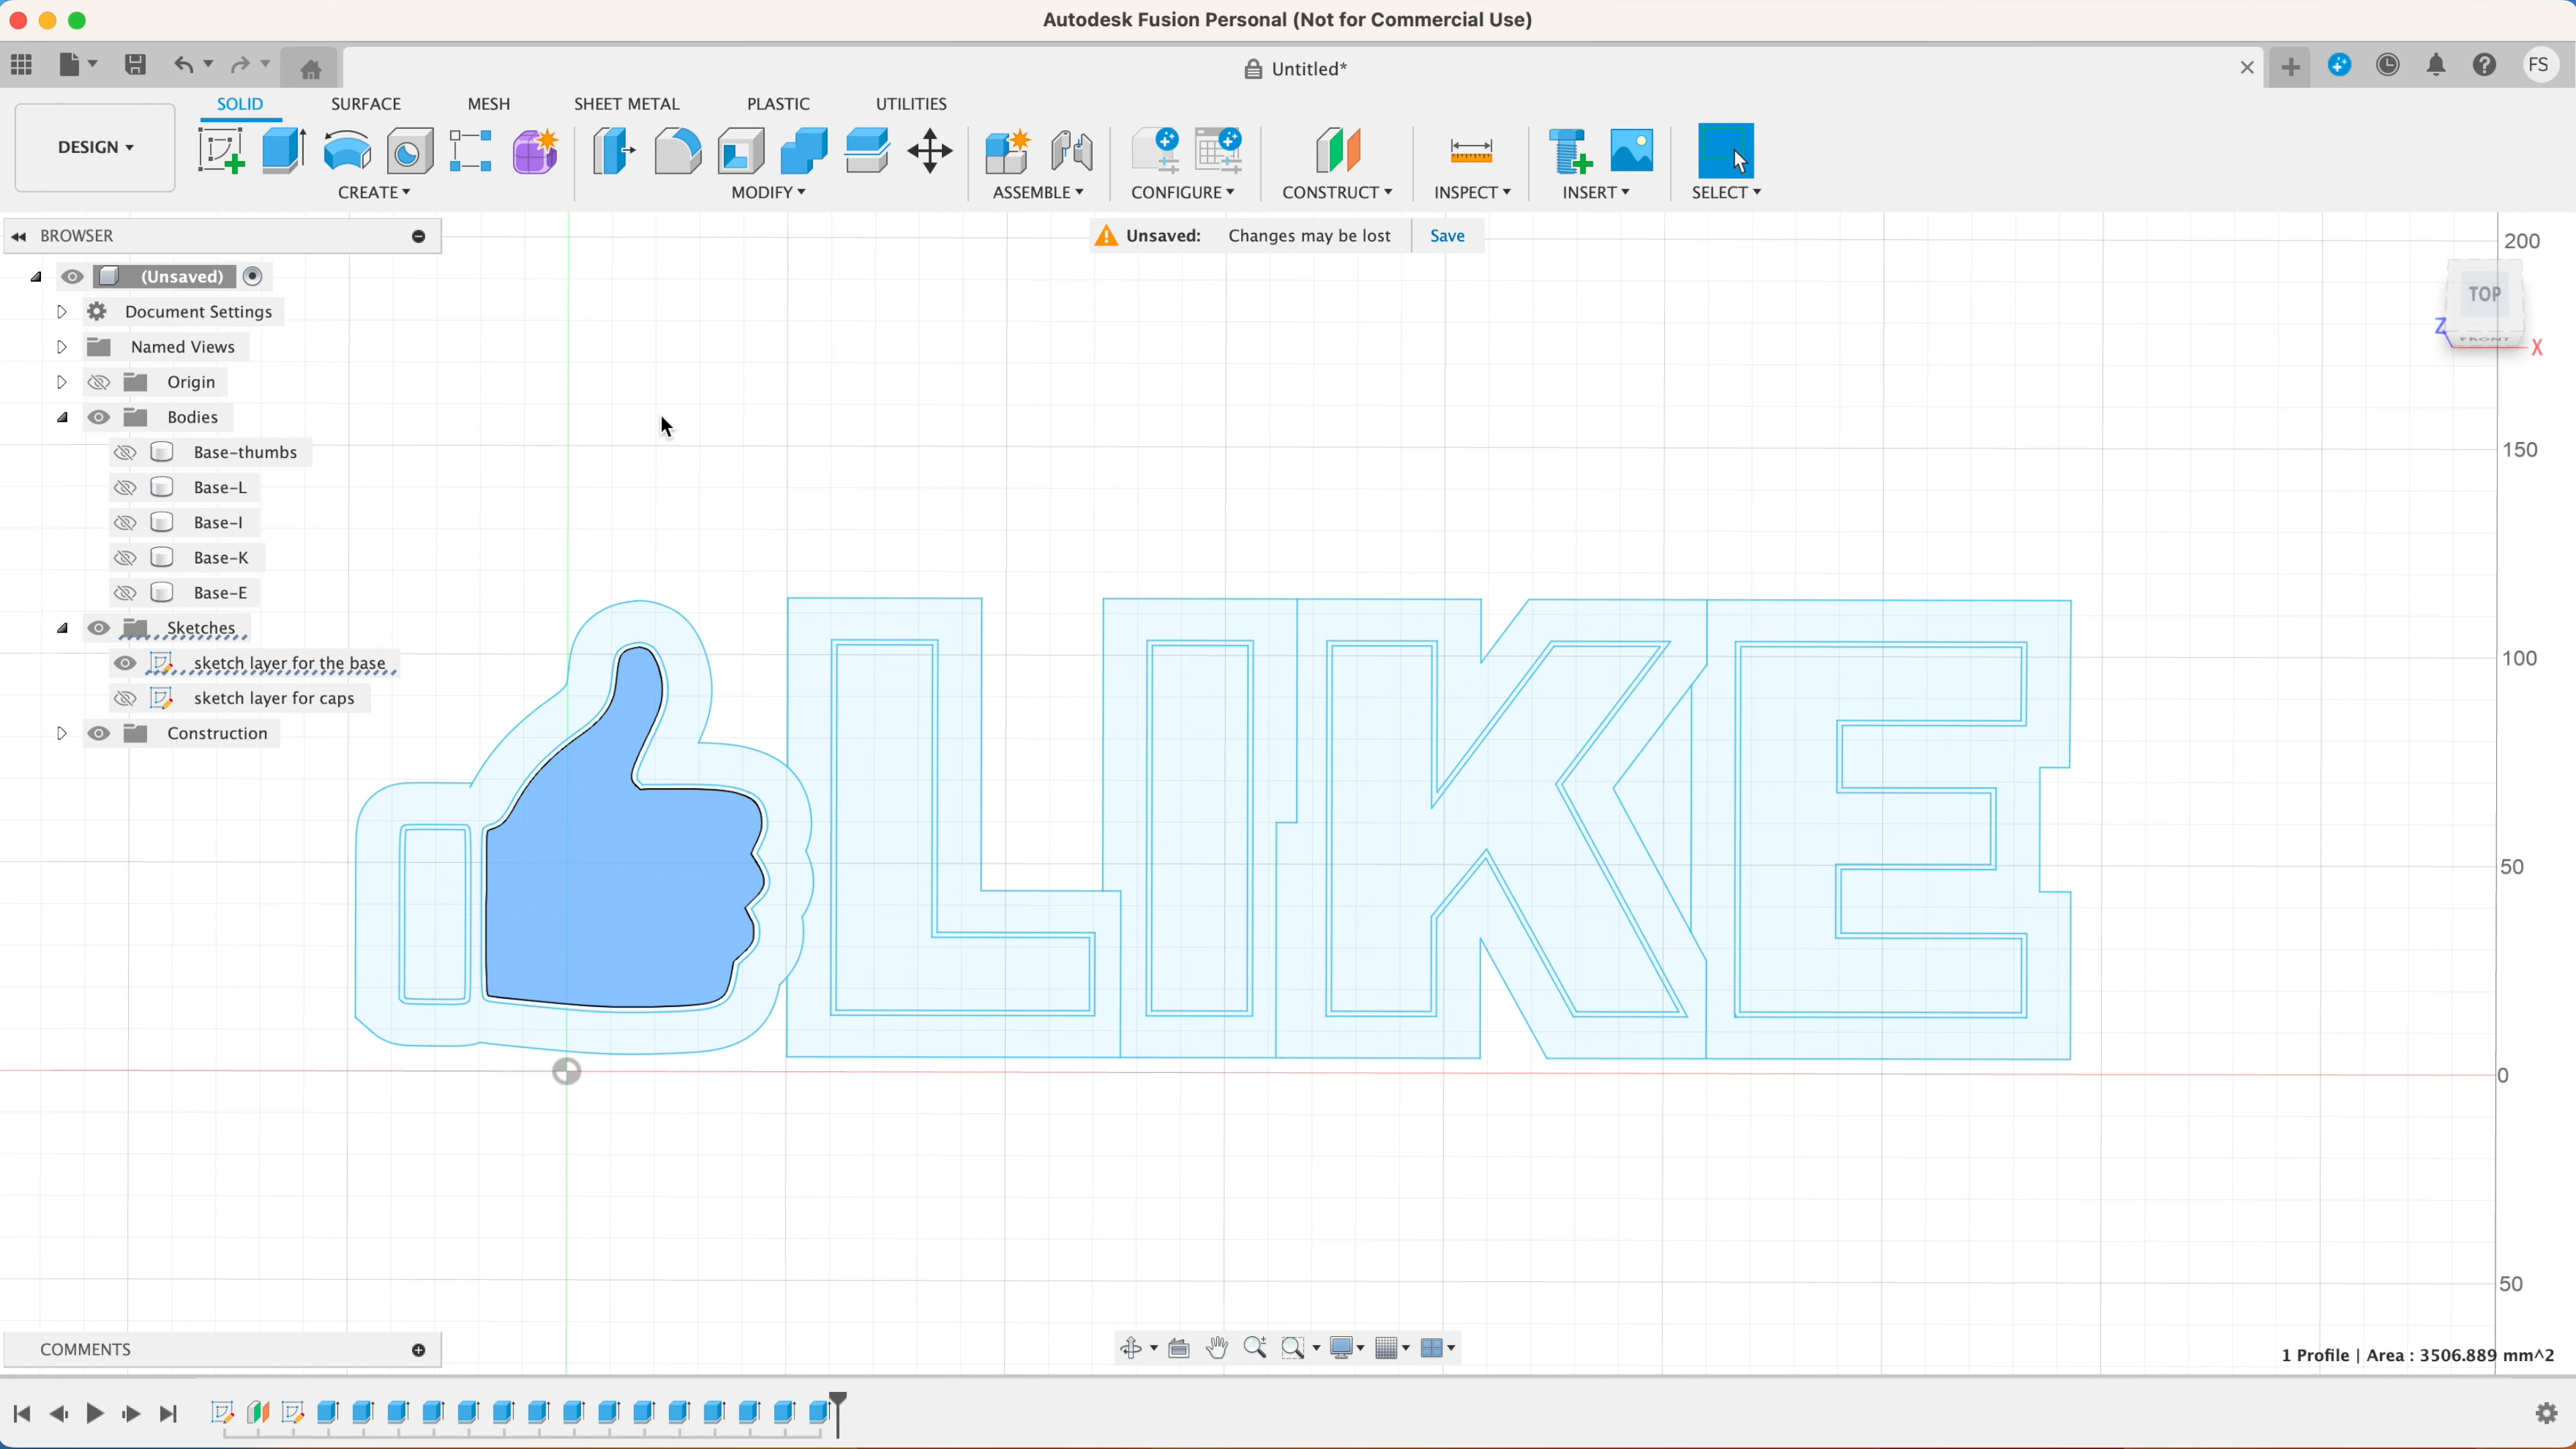 Autodesk Fusion Personal (Not for Commercial Use)
Untitled*
FS
SOLID SURFACE MESH SHEET METAL PLASTIC UTILITIES
DESIGN
CREATE MODIFY ASSEMBLE CONFIGURE CONSTRUCT INSPECT INSERT SELECT
BROWSER
Unsaved: Changes may be lost Save
200
(Unsaved)
TOP
Document Settings
Z
FRONT
X
Named Views
Origin
Bodies
150
Base-thumbs
Base-L
Base-I
Base-K
Base-E
Sketches
sketch layer for the base
100
sketch layer for caps
Construction
LIKE
50
0
50
COMMENTS
1 Profile | Area : 3506.889 mm^2